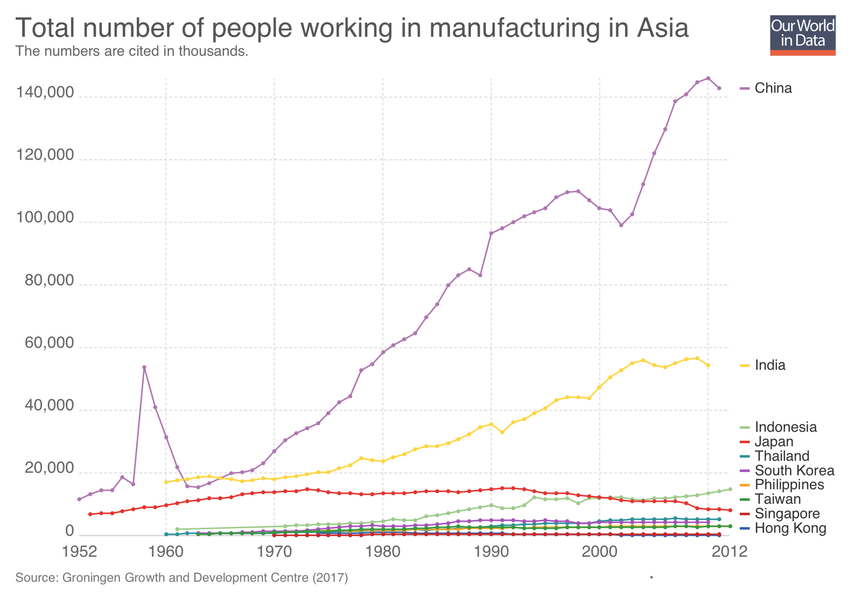 Total number of people working in manufacturing in Asia
The numbers are cited in thousands.
Our World
in Data
140,000
120,000
100,000
80,000
60,000
40,000
20,000
0
1952
1960
1970
1980
1990
2000
2012
China
India
Indonesia
Japan
Thailand
South Korea
Philippines
Taiwan
Singapore
Hong Kong
Source: Groningen Growth and Development Centre (2017)